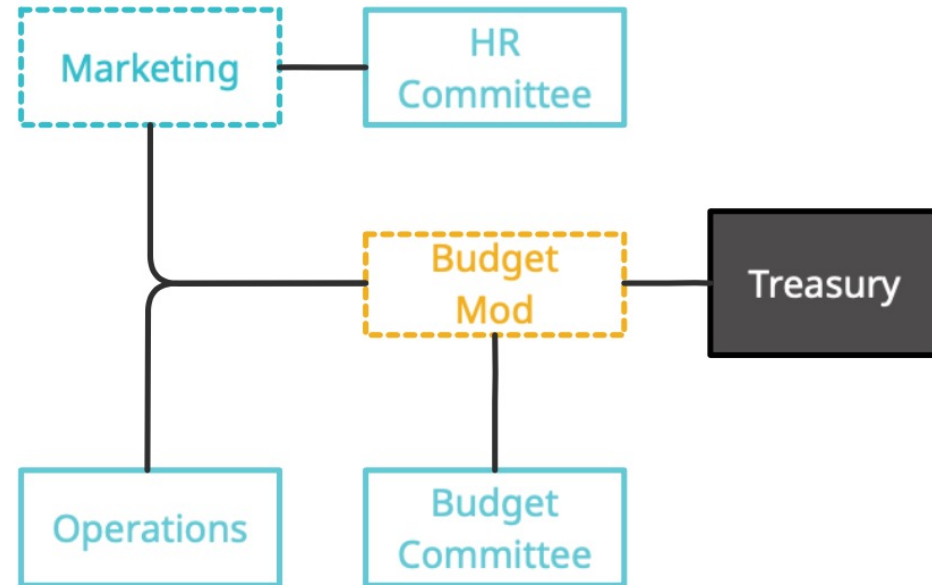 Marketing
HR
Committee
Budget
Mod
Treasury
Operations
Budget
Committee